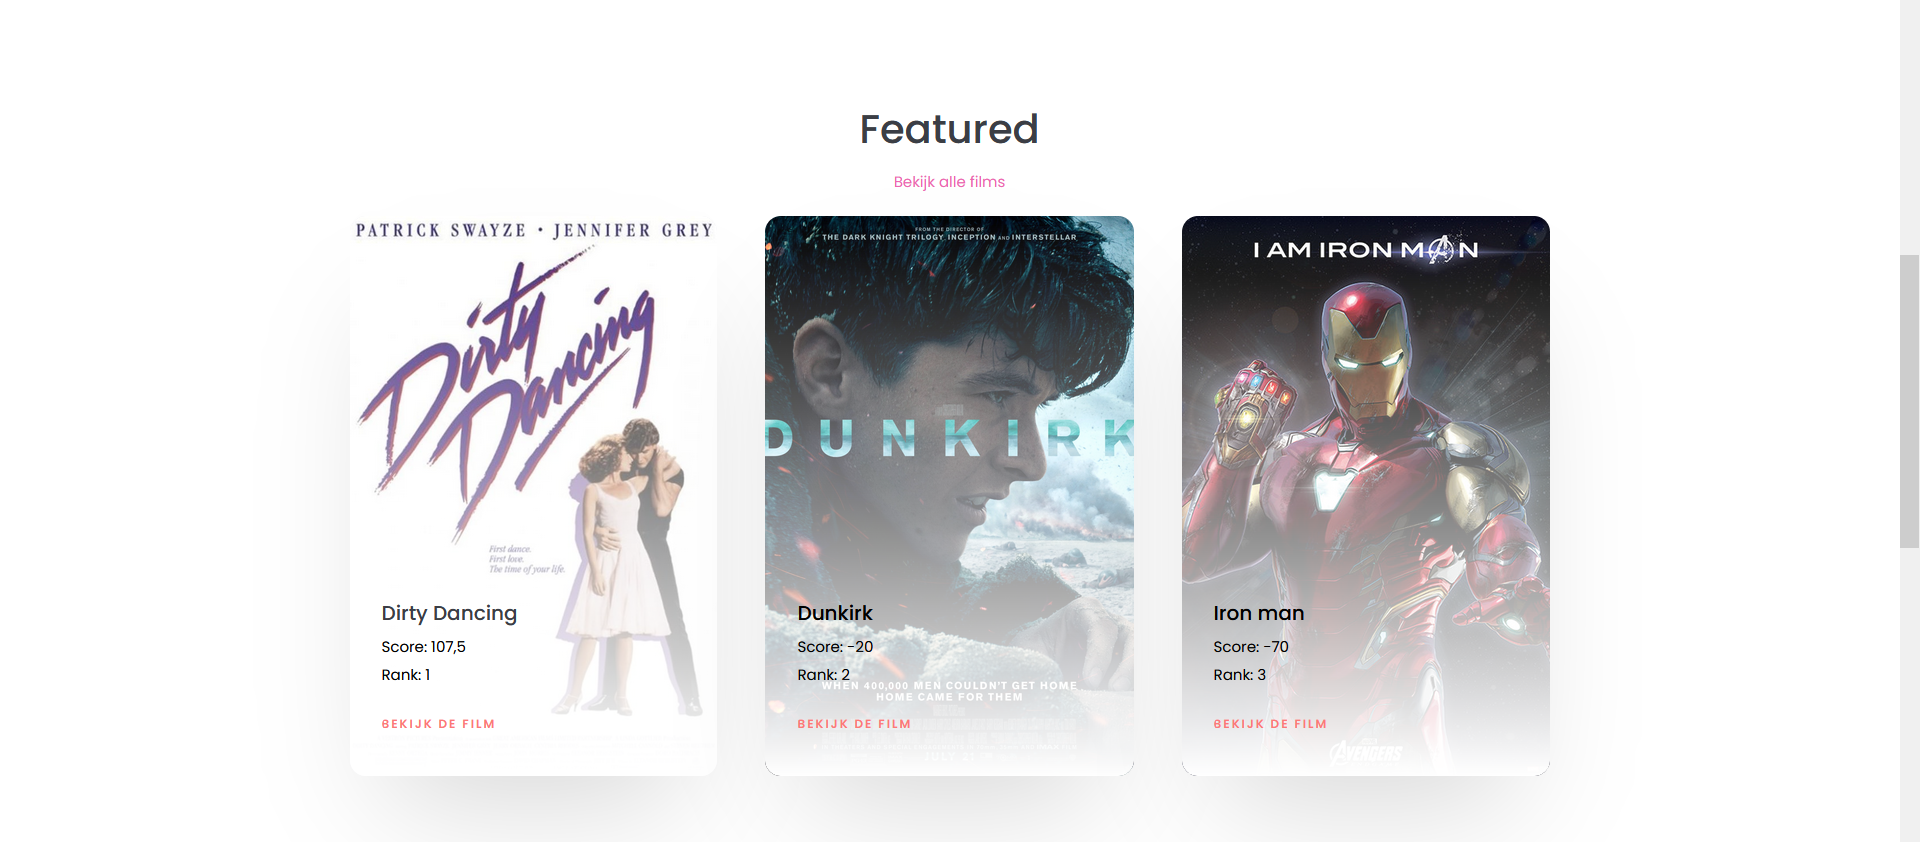 Featured
Bekijk alle films
PATRICK SWAYZE • JENNIFER GREY
Dirty
Dancing
First dance.
First love.
The time of your life.
Dirty Dancing
Score: 107,5
Rank: 1
BEKIJK DE FILM
FROM THE DIRECTOR OF
THE DARK KNIGHT TRILOGY, INCEPTION AND INTERSTELLAR
DUNKIRK
Dunkirk
Score: -20
Rank: 2
WHEN 400,000 MEN COULDN'T GET HOME,
HOME CAME FOR THEM
BEKIJK DE FILM
I AM IRON MAN
Iron man
Score: -70
Rank: 3
BEKIJK DE FILM
AVENGERS